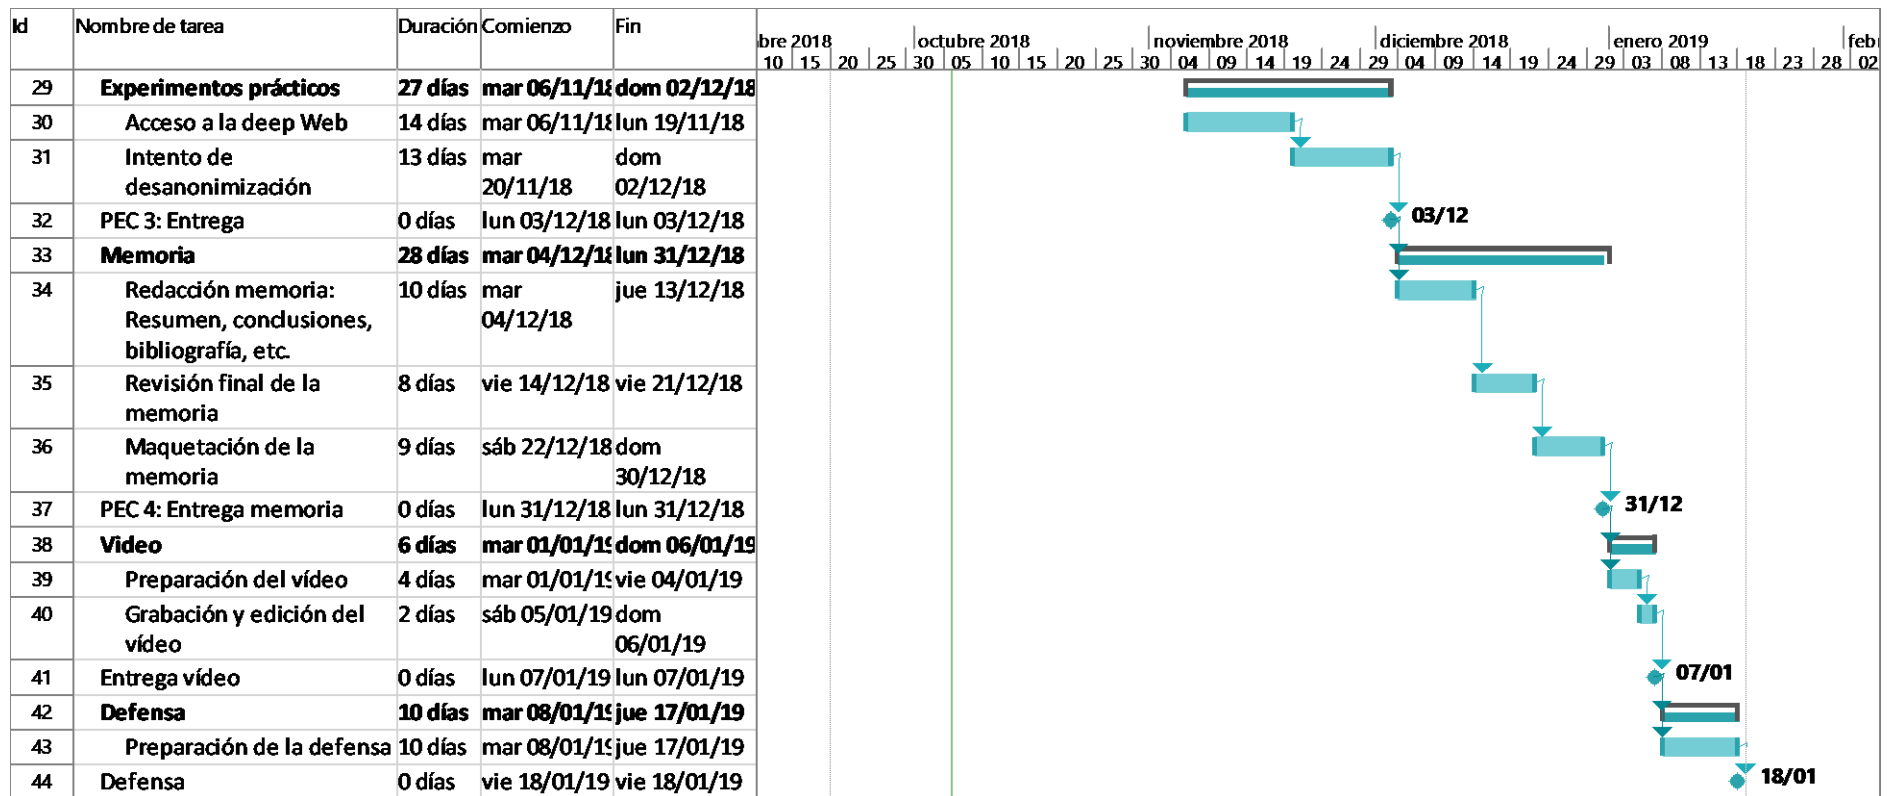 Id Nombre de tarea Duración Comienzo Fin
bre 2018 octubre 2018 noviembre 2018 diciembre 2018 enero 2019 feb
10 15 20 25 30 05 10 15 20 25 30 04 09 14 19 24 29 04 09 14 19 24 29 03 08 13 18 23 28 02
29 Experimentos prácticos 27 días mar 06/11/18 dom 02/12/18
30 Acceso a la deep Web 14 días mar 06/11/18 lun 19/11/18
31 Intento de 13 días mar dom
desanonimización 20/11/18 02/12/18
32 PEC 3: Entrega 0 días lun 03/12/18 lun 03/12/18 03/12
33 Memoria 28 días mar 04/12/18 lun 31/12/18
34 Redacción memoria: 10 días mar jue 13/12/18
Resumen, conclusiones, 04/12/18
bibliografía, etc.
35 Revisión final de la 8 días vie 14/12/18 vie 21/12/18
memoria
36 Maquetación de la 9 días sáb 22/12/18 dom
memoria 30/12/18
37 PEC 4: Entrega memoria 0 días lun 31/12/18 lun 31/12/18 31/12
38 Video 6 días mar 01/01/19 dom 06/01/19
39 Preparación del vídeo 4 días mar 01/01/19 vie 04/01/19
40 Grabación y edición del 2 días sáb 05/01/19 dom
vídeo 06/01/19
41 Entrega vídeo 0 días lun 07/01/19 lun 07/01/19 07/01
42 Defensa 10 días mar 08/01/19 jue 17/01/19
43 Preparación de la defensa 10 días mar 08/01/19 jue 17/01/19
44 Defensa 0 días vie 18/01/19 vie 18/01/19 18/01